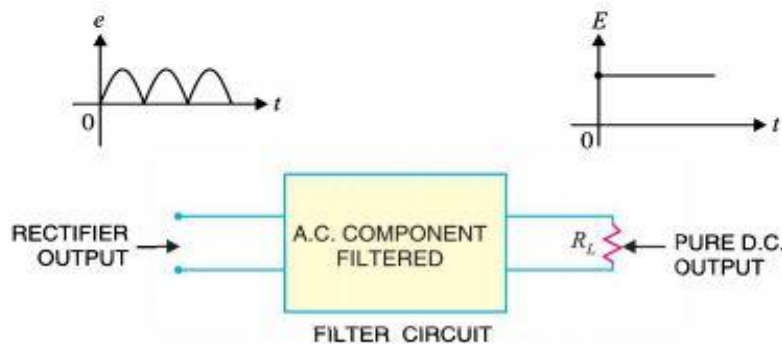 e
E
t
0
t
0
RECTIFIER
OUTPUT
A.C. COMPONENT
FILTERED
R_L
PURE D.C.
OUTPUT
FILTER CIRCUIT